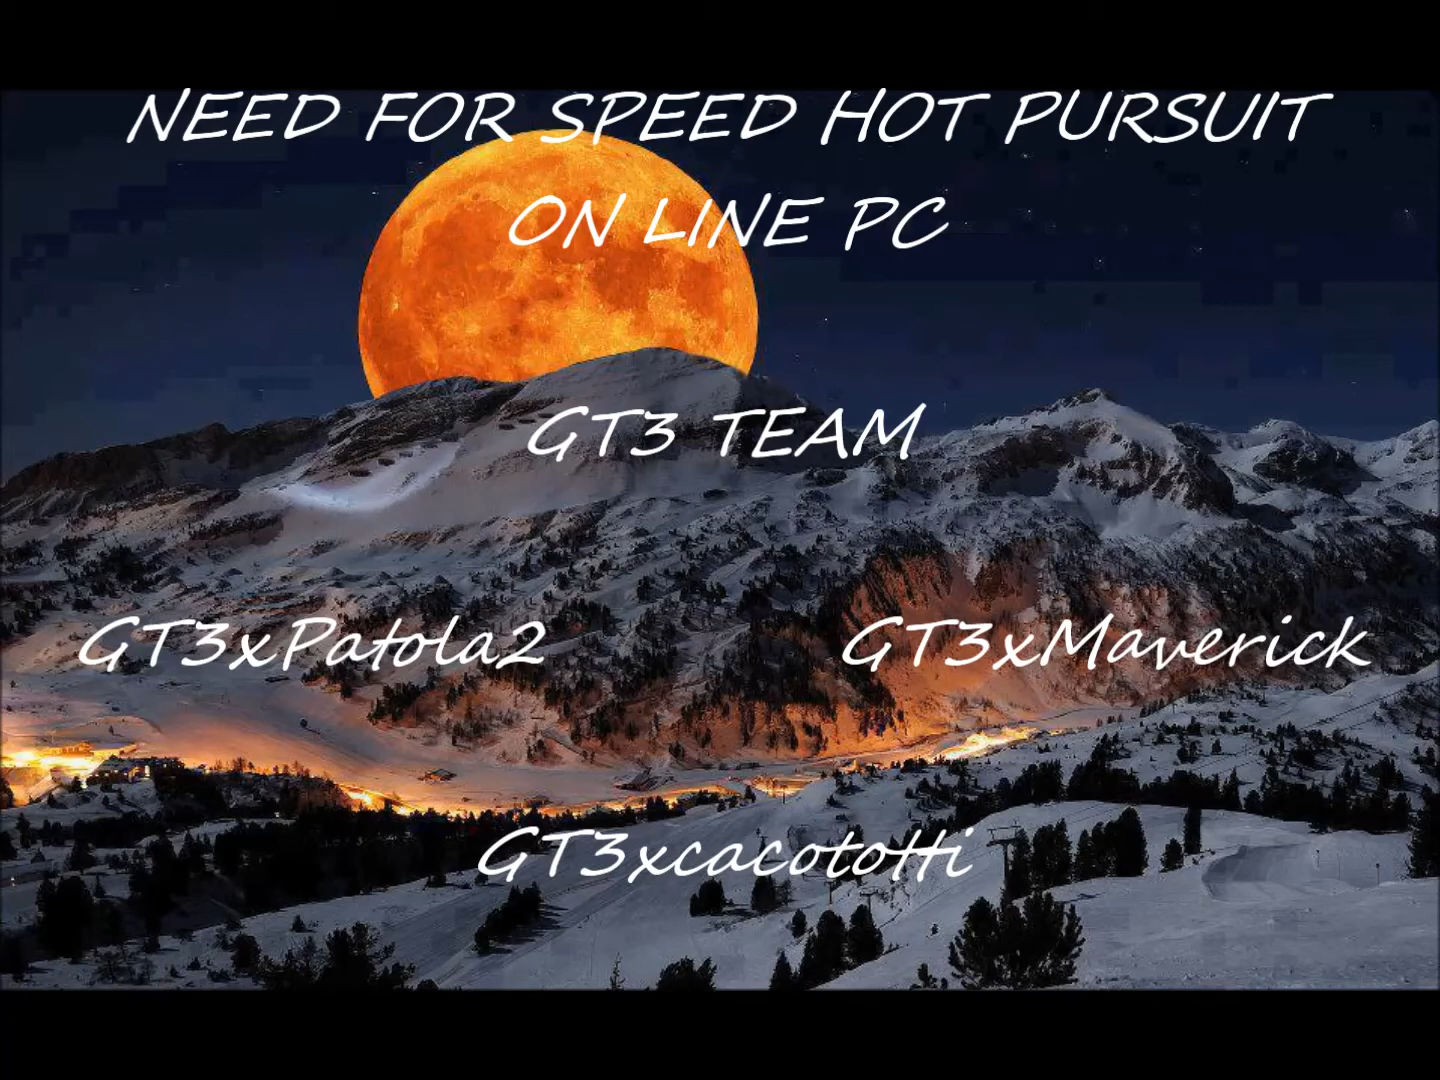 NEED FOR SPEED HOT PURSUIT
ON LINE PC
GT3 TEAM
GT3xPatola2 GT3xMaverick
GT3xcacototti